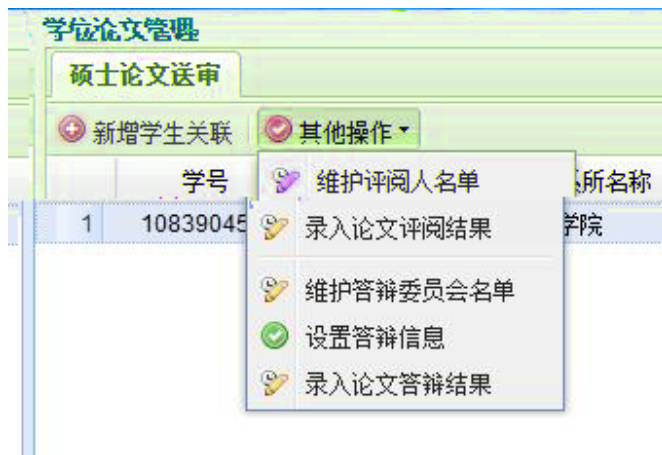 学位论文管理
硕士论文送审
新增学生关联 其他操作
学号 所名称
1 10839045 学院
维护评阅人名单
录入论文评阅结果
维护答辩委员会名单
设置答辩信息
录入论文答辩结果